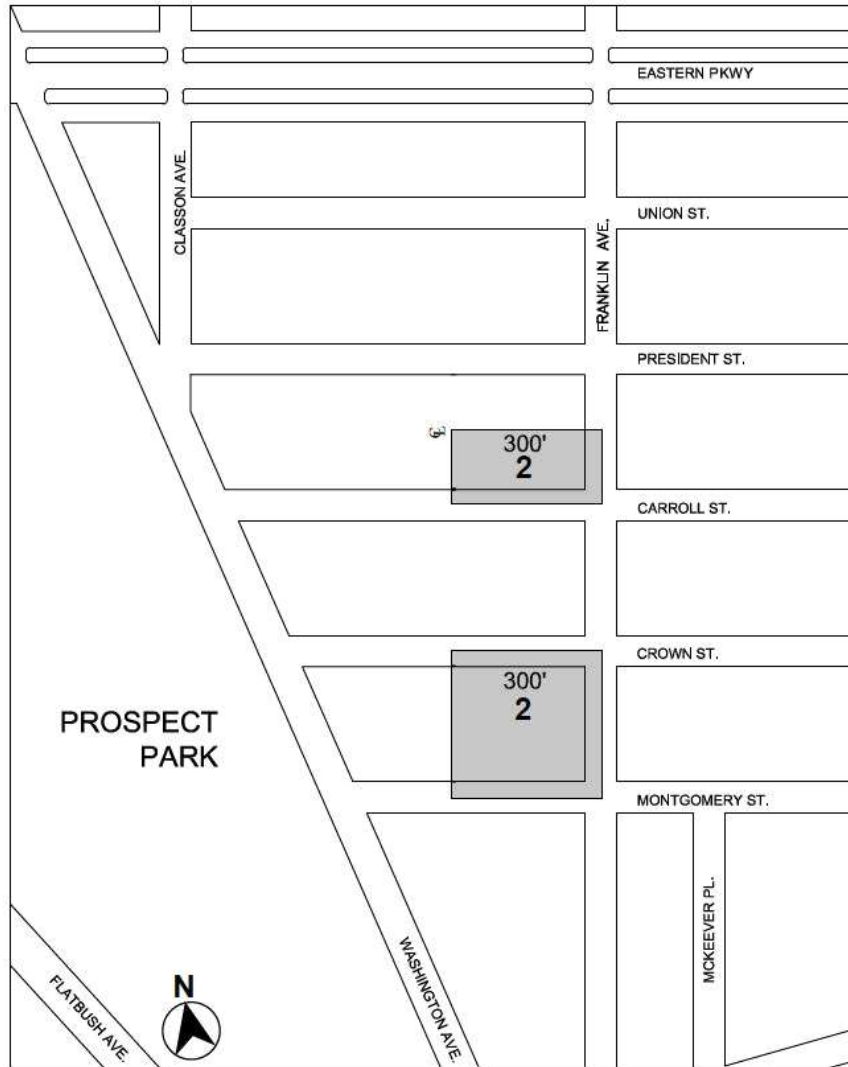 EASTERN PKWY
CLASSON AVE.
UNION ST.
FRANKLIN AVE.
PRESIDENT ST.
℄
300'
2
CARROLL ST.
CROWN ST.
300'
2
PROSPECT
PARK
MONTGOMERY ST.
MCKEEVER PL.
WASHINGTON AVE.
N
FLATBUSH AVE.